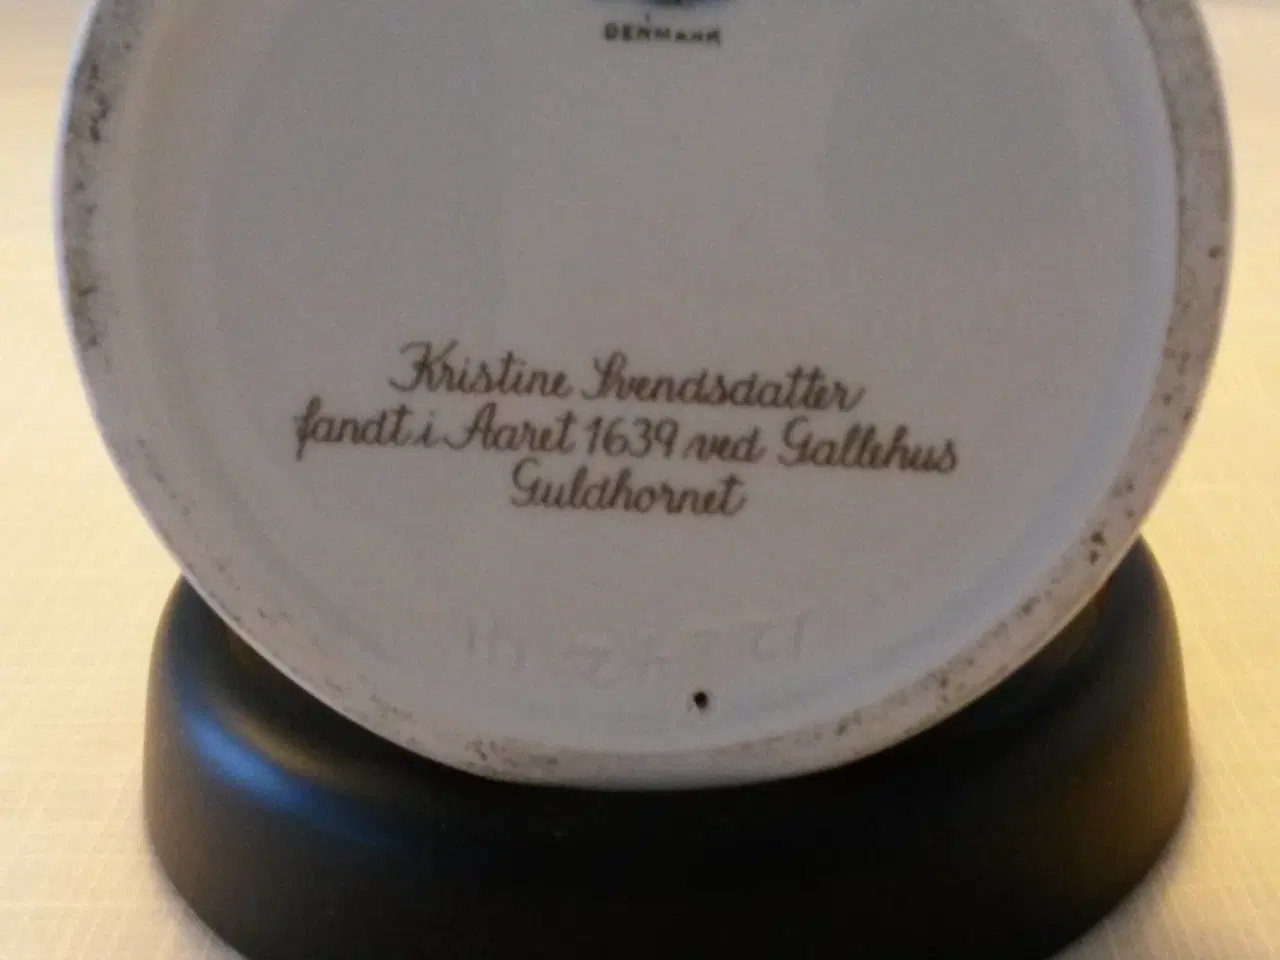 DENMARK
Kristine Svendsdatter
fandt i Aaret 1639 ved Gallehus
Guldhornet